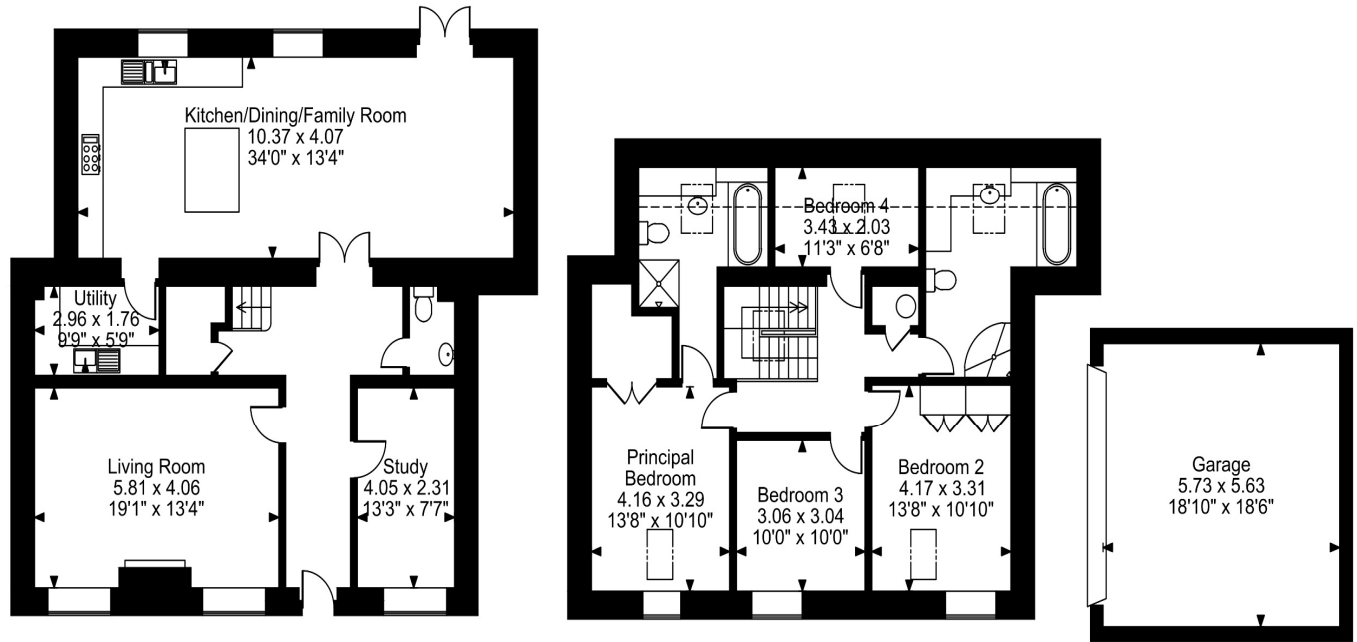 Kitchen/Dining/Family Room
10.37 x 4.07
34'0" x 13'4"
Utility
2.96 x 1.76
9'9" x 5'9"
Living Room
5.81 x 4.06
19'1" x 13'4"
Study
4.05 x 2.31
13'3" x 7'7"
Bedroom 4
3.43 x 2.03
11'3" x 6'8"
Principal
Bedroom
4.16 x 3.29
13'8" x 10'10"
Bedroom 3
3.06 x 3.04
10'0" x 10'0"
Bedroom 2
4.17 x 3.31
13'8" x 10'10"
Garage
5.73 x 5.63
18'10" x 18'6"